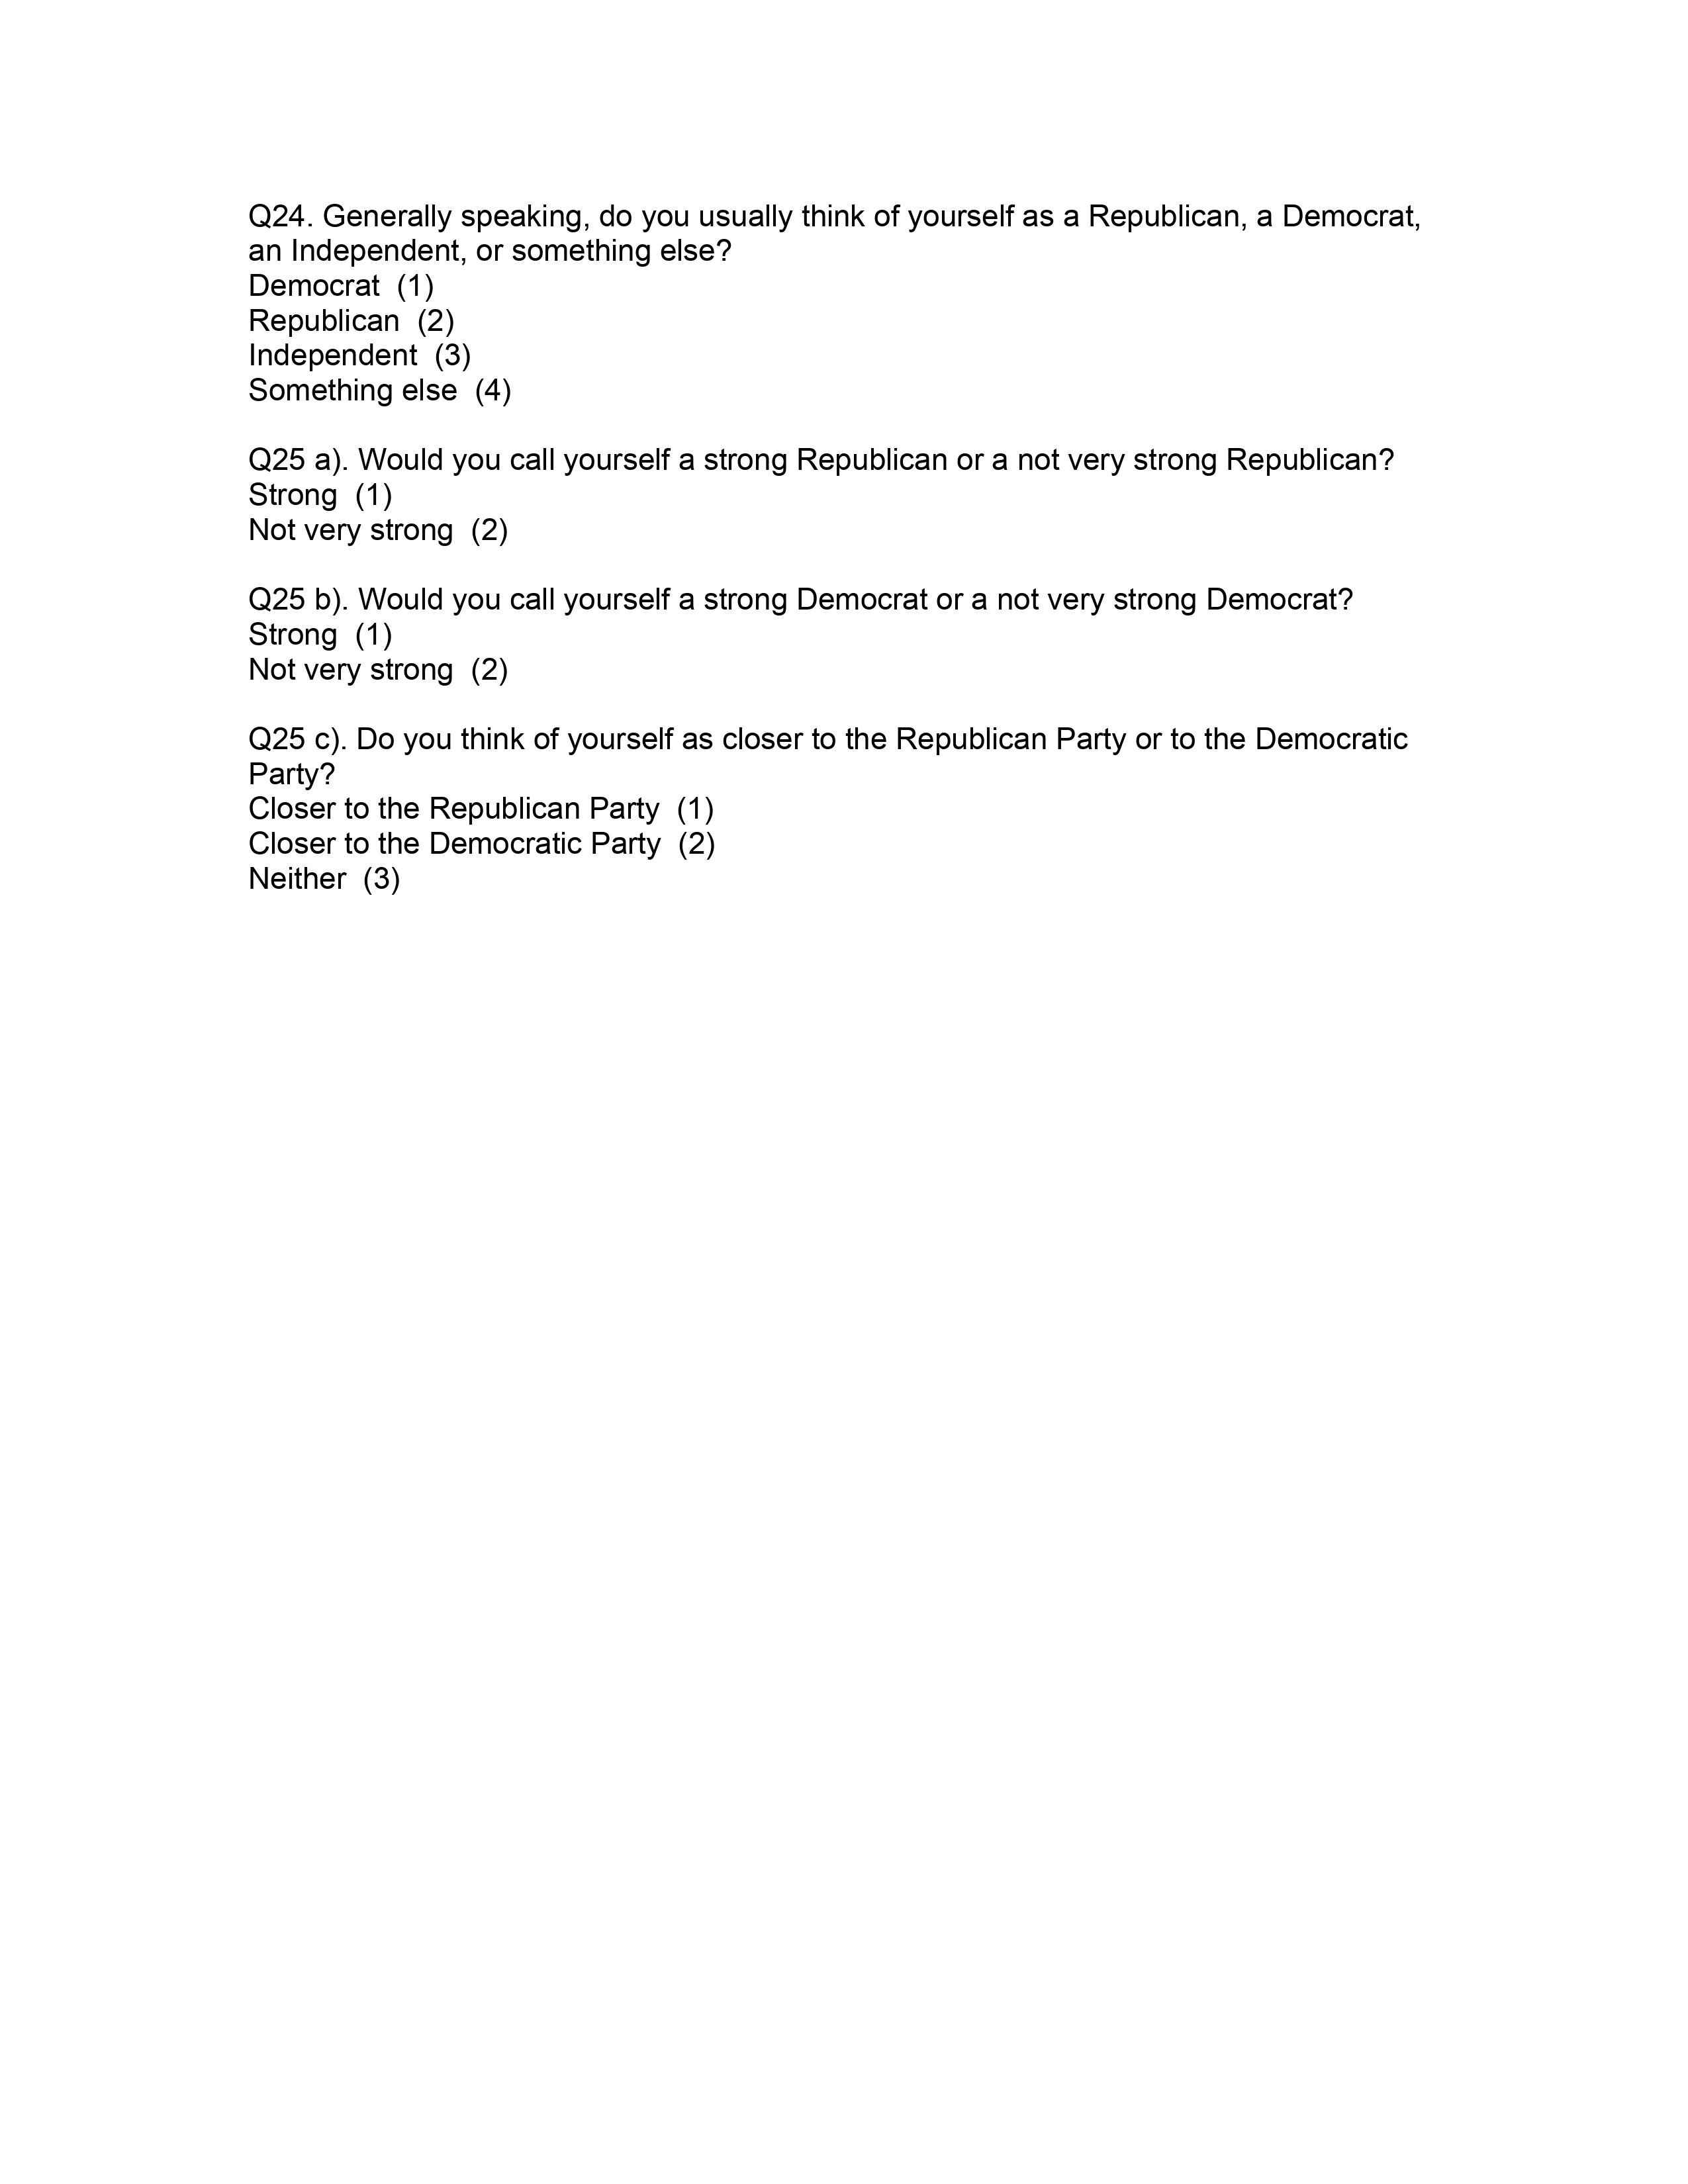 Q24. Generally speaking, do you usually think of yourself as a Republican, a Democrat,
an Independent, or something else?
Democrat  (1)
Republican  (2)
Independent  (3)
Something else  (4)
Q25 a). Would you call yourself a strong Republican or a not very strong Republican?
Strong  (1)
Not very strong  (2)
Q25 b). Would you call yourself a strong Democrat or a not very strong Democrat?
Strong  (1)
Not very strong  (2)
Q25 c). Do you think of yourself as closer to the Republican Party or to the Democratic
Party?
Closer to the Republican Party  (1)
Closer to the Democratic Party  (2)
Neither  (3)